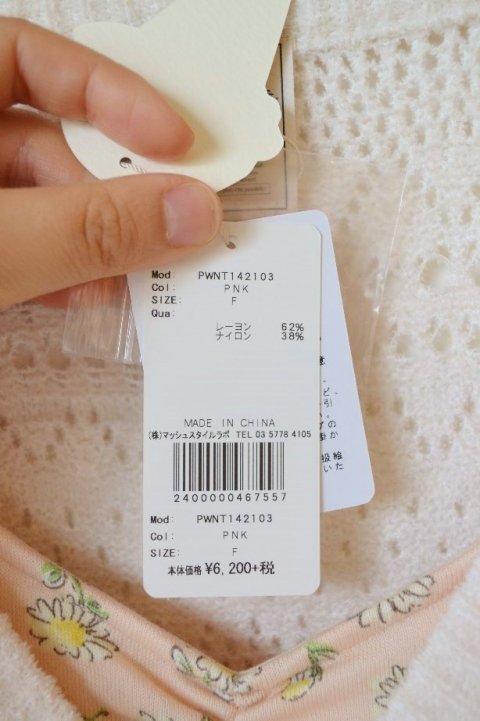 Mod: PWNT142103
Col: PNK
SIZE: F
Qua:
レーヨン 62%
ナイロン 38%
MADE IN CHINA
(株)マッシュスタイルラボ TEL 03 5778 4105
2400000467557
Mod: PWNT142103
Col: PNK
SIZE: F
本体価格 ¥6,200+税